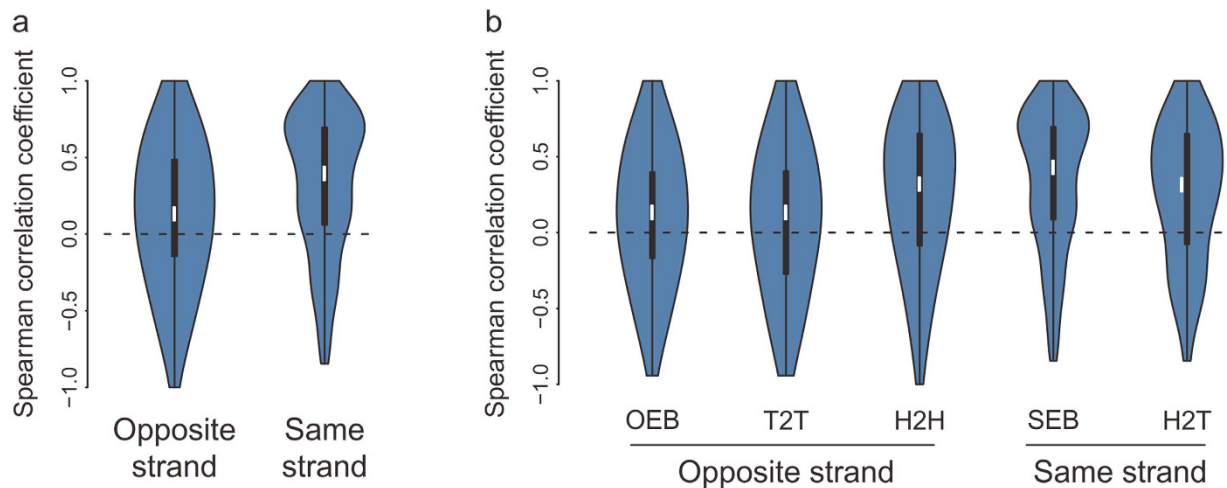 a
Spearman correlation coefficient
1.0
0.5
0.0
−0.5
−1.0
Opposite
strand
Same
strand
b
Spearman correlation coefficient
1.0
0.5
0.0
−0.5
−1.0
OEB
T2T
H2H
SEB
H2T
Opposite strand
Same strand